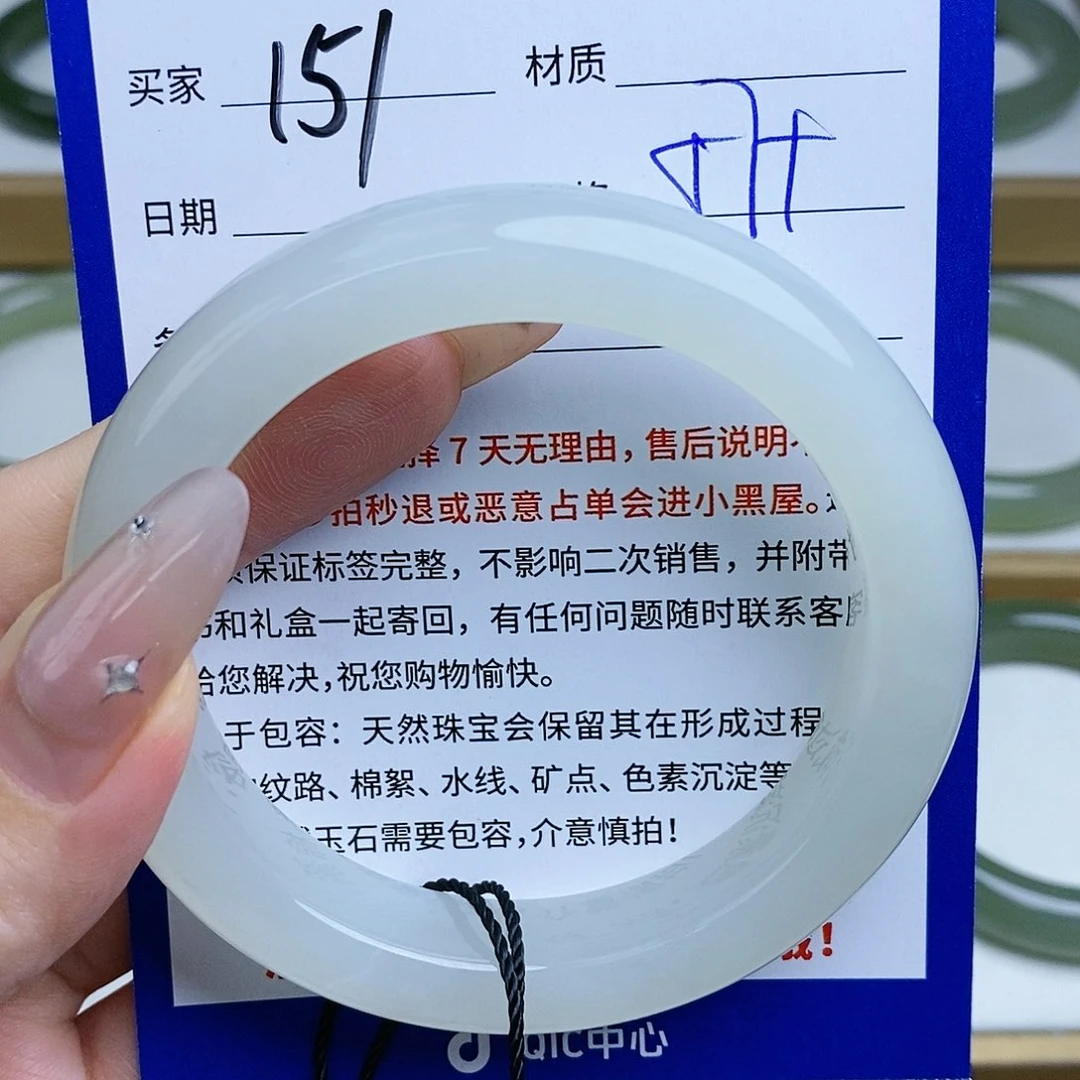 买家 151 材质
日期
择7天无理由，售后说明
拍秒退或恶意占单会进小黑屋。
保证标签完整，不影响二次销售，并附带
和礼盒一起寄回，有任何问题随时联系客服
给您解决，祝您购物愉快。
于包容：天然珠宝会保留其在形成过程
纹路、棉絮、水线、矿点、色素沉淀等
玉石需要包容，介意慎拍！
QIC中心